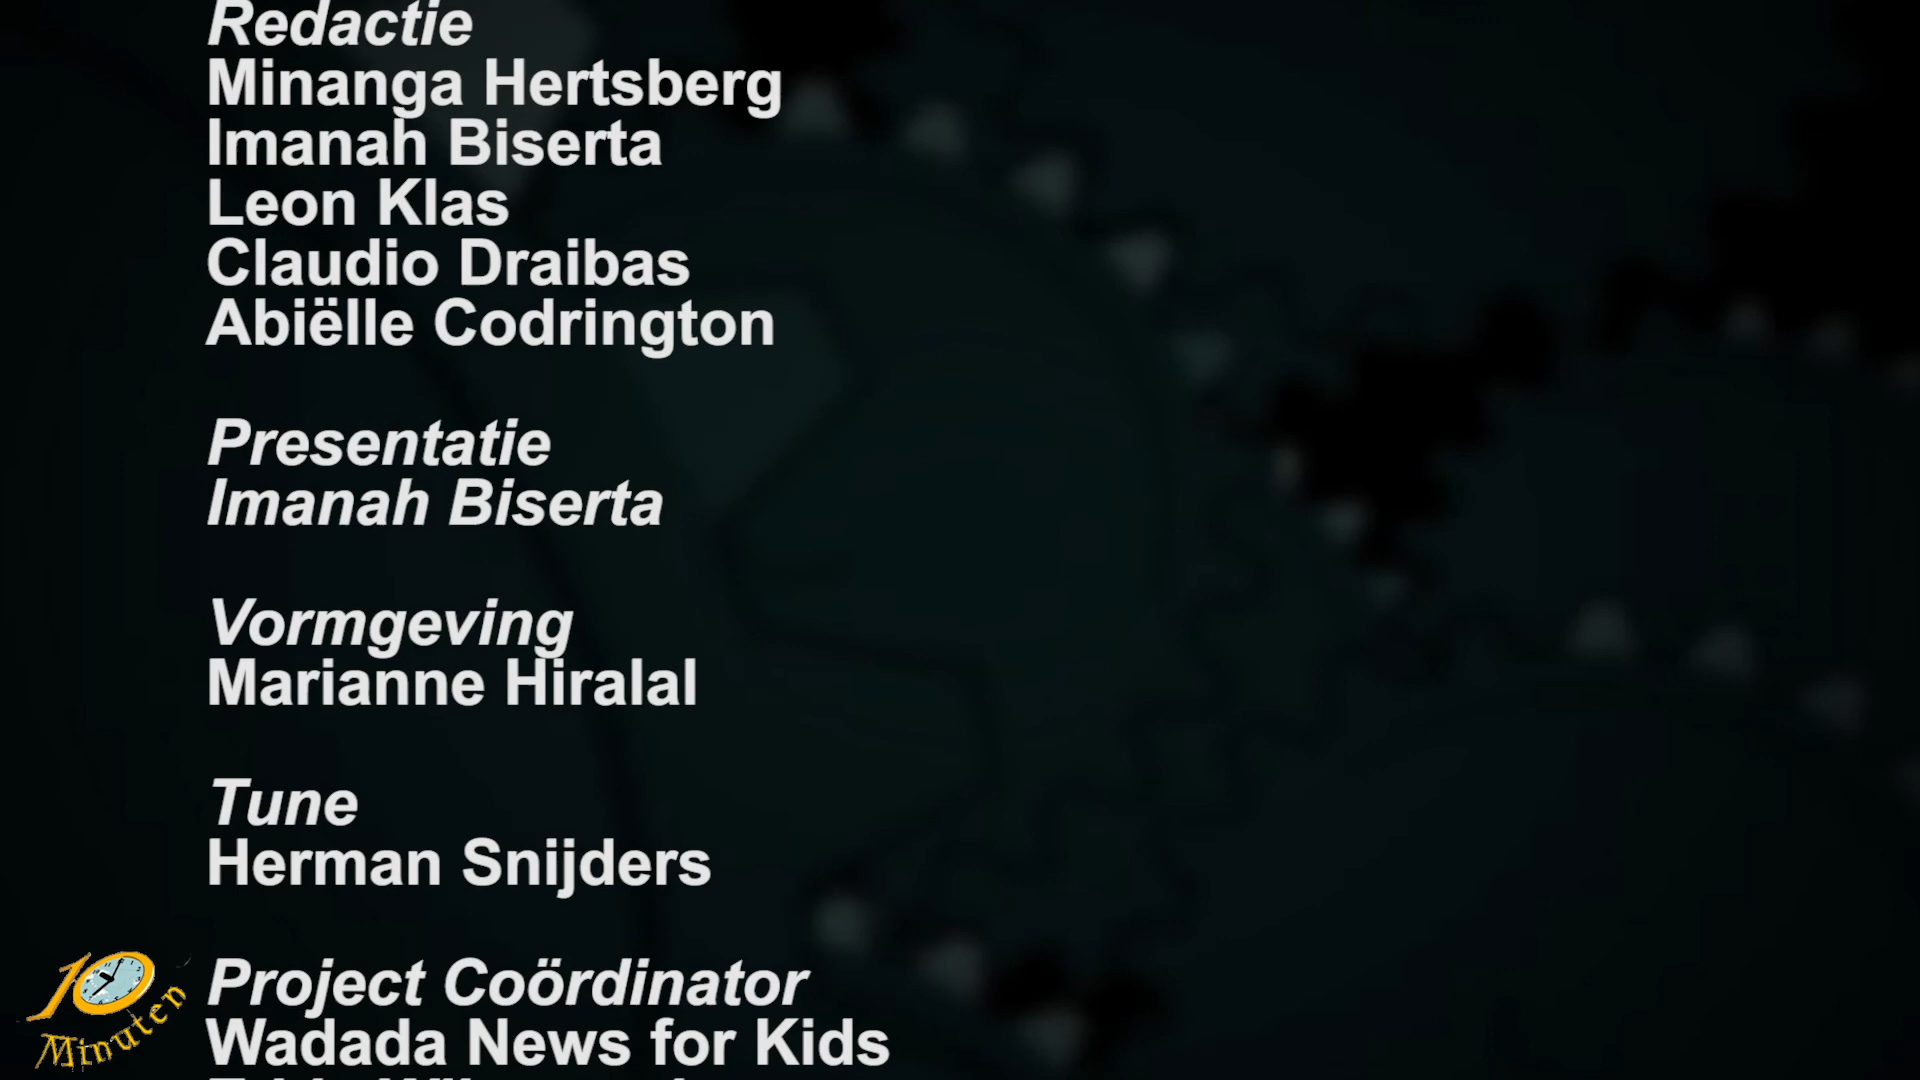 Redactie
Minanga Hertsberg
Imanah Biserta
Leon Klas
Claudio Draibas
Abiëlle Codrington
Presentatie
Imanah Biserta
Vormgeving
Marianne Hiralal
Tune
Herman Snijders
Project Coördinator
Wadada News for Kids
10
Minuten